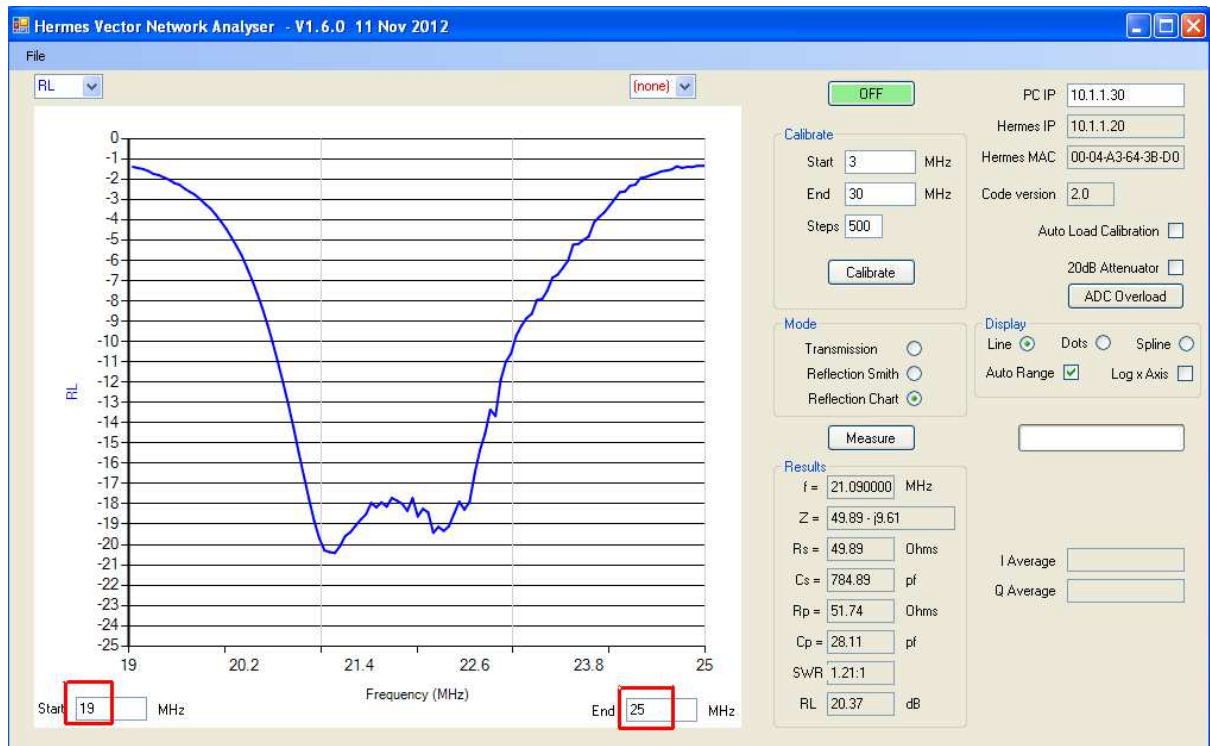 Hermes Vector Network Analyser - V1.6.0 11 Nov 2012
File
RL
(none)
0
-1
-2
-3
-4
-5
-6
-7
-8
-9
-10
-11
-12
-13
-14
-15
-16
-17
-18
-19
-20
-21
-22
-23
-24
-25
RL
19 20.2 21.4 22.6 23.8 25
Frequency (MHz)
Start 19 MHz
End 25 MHz
OFF
Calibrate
Start 3 MHz
End 30 MHz
Steps 500
Calibrate
Mode
Transmission
Reflection Smith
Reflection Chart
Measure
Results
f = 21.090000 MHz
Z = 49.89 - j9.61
Rs = 49.89 Ohms
Cs = 784.89 pf
Rp = 51.74 Ohms
Cp = 28.11 pf
SWR 1.21:1
RL 20.37 dB
PC IP 10.1.1.30
Hermes IP 10.1.1.20
Hermes MAC 00-04-A3-64-3B-D0
Code version 2.0
Auto Load Calibration
20dB Attenuator
ADC Overload
Display
Line Dots Spline
Auto Range Log x Axis
I Average
Q Average